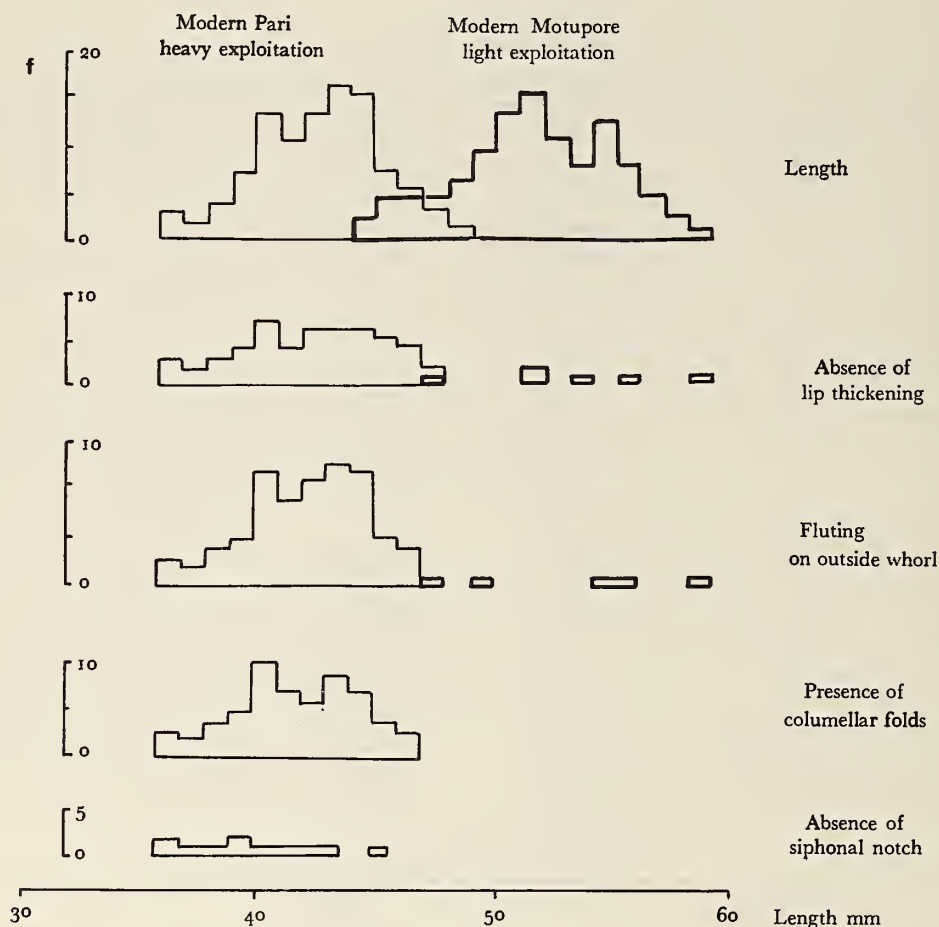 Modern Pari
heavy exploitation
Modern Motupore
light exploitation
f
20
0
Length
10
0
Absence of
lip thickening
10
0
Fluting
on outside whorl
10
0
Presence of
columellar folds
5
0
Absence of
siphonal notch
30
40
50
60
Length mm